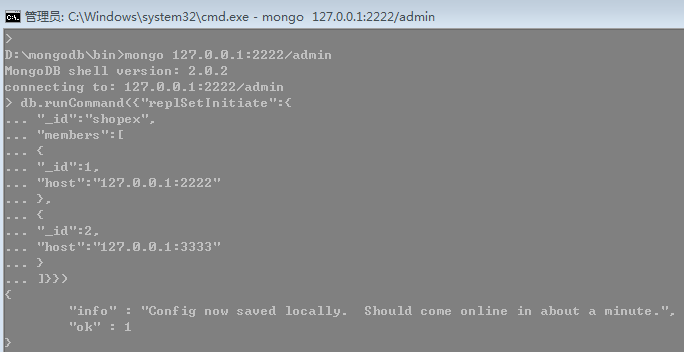 管理员: C:\Windows\system32\cmd.exe - mongo  127.0.0.1:2222/admin
>
D:\mongodb\bin>mongo 127.0.0.1:2222/admin
MongoDB shell version: 2.0.2
connecting to: 127.0.0.1:2222/admin
> db.runCommand({"replSetInitiate":{
... "_id":"shopex",
... "members":[
... {
... "_id":1,
... "host":"127.0.0.1:2222"
... },
... {
... "_id":2,
... "host":"127.0.0.1:3333"
... }
... ]}})
{
        "info" : "Config now saved locally.  Should come online in about a minute.",
        "ok" : 1
}